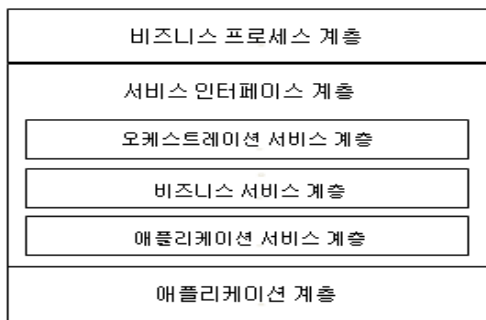 비즈니스 프로세스 계층
서비스 인터페이스 계층
오케스트레이션 서비스 계층
비즈니스 서비스 계층
애플리케이션 서비스 계층
애플리케이션 계층